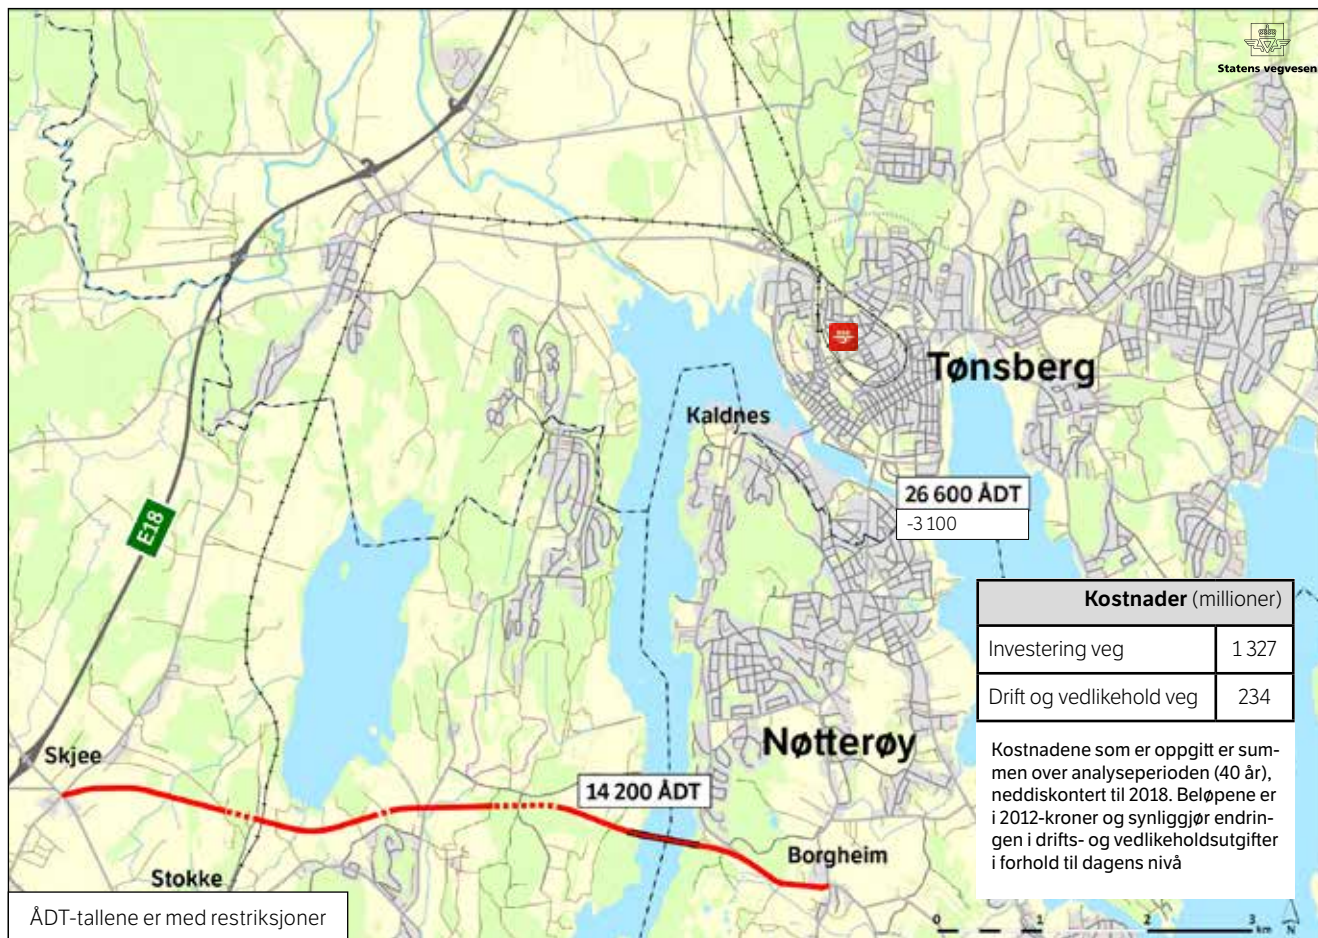 Statens vegvesen
Tønsberg
Kaldnes
26 600 ÅDT
-3 100
E18
Kostnader (millioner)
Investering veg 1 327
Drift og vedlikehold veg 234
Nøtterøy
Kostnadene som er oppgitt er sum-
men over analyseperioden (40 år),
neddiskontert til 2018. Beløpene er
i 2012-kroner og synliggjør endrin-
gen i drifts- og vedlikeholdsutgifter
i forhold til dagens nivå
Skjee
14 200 ÅDT
Borgheim
Stokke
ÅDT-tallene er med restriksjoner
0 1 2 3
km N